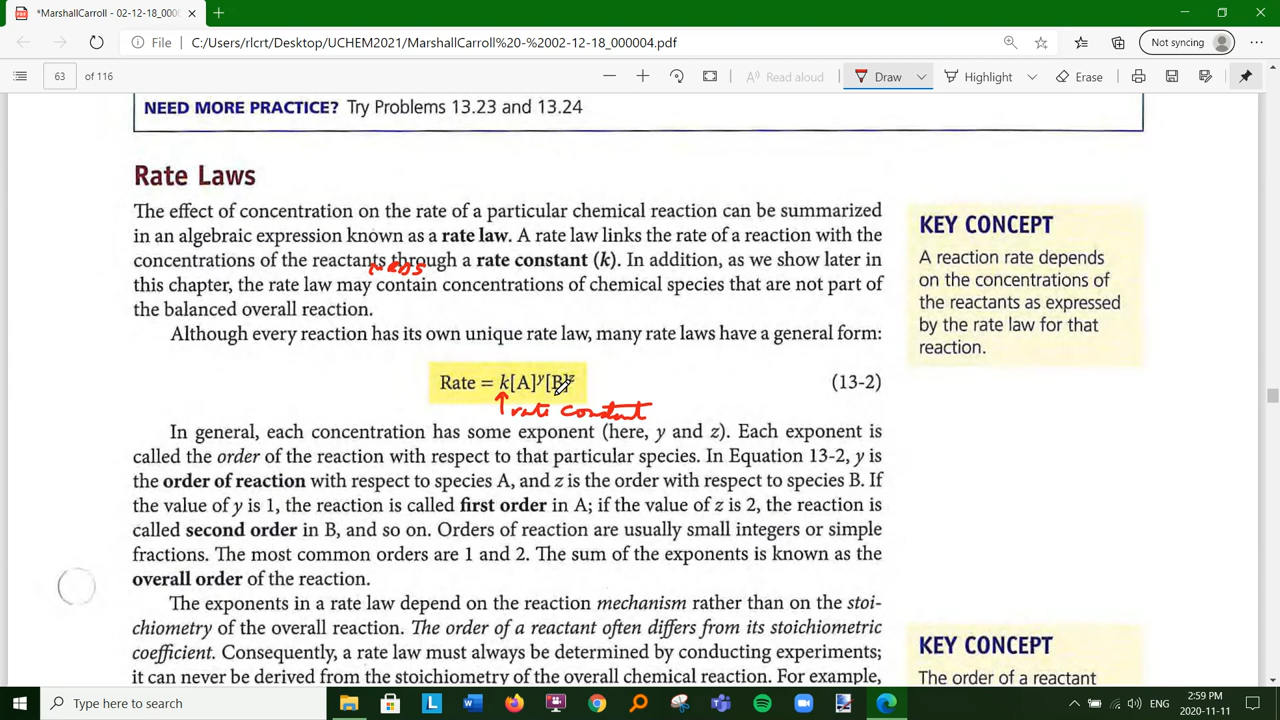 *MarshallCarroll - 02-12-18_000
File
C:/Users/rlcrt/Desktop/UCHEM2021/MarshallCarroll%20-%2002-12-18_000004.pdf
Not syncing
63 of 116
Read aloud
Draw
Highlight
Erase
NEED MORE PRACTICE? Try Problems 13.23 and 13.24
Rate Laws
The effect of concentration on the rate of a particular chemical reaction can be summarized
in an algebraic expression known as a rate law. A rate law links the rate of a reaction with the
concentrations of the reactants through a rate constant (k). In addition, as we show later in
this chapter, the rate law may contain concentrations of chemical species that are not part of
the balanced overall reaction.
Although every reaction has its own unique rate law, many rate laws have a general form:
Rate = k[A]ʸ[B]ᶻ (13-2)
rate constant
In general, each concentration has some exponent (here, y and z). Each exponent is
called the order of the reaction with respect to that particular species. In Equation 13-2, y is
the order of reaction with respect to species A, and z is the order with respect to species B. If
the value of y is 1, the reaction is called first order in A; if the value of z is 2, the reaction is
called second order in B, and so on. Orders of reaction are usually small integers or simple
fractions. The most common orders are 1 and 2. The sum of the exponents is known as the
overall order of the reaction.
The exponents in a rate law depend on the reaction mechanism rather than on the stoi-
chiometry of the overall reaction. The order of a reactant often differs from its stoichiometric
coefficient. Consequently, a rate law must always be determined by conducting experiments;
it can never be derived from the stoichiometry of the overall chemical reaction. For example,
KEY CONCEPT
A reaction rate depends
on the concentrations of
the reactants as expressed
by the rate law for that
reaction.
KEY CONCEPT
The order of a reactant
Type here to search
ENG
2:59 PM
2020-11-11